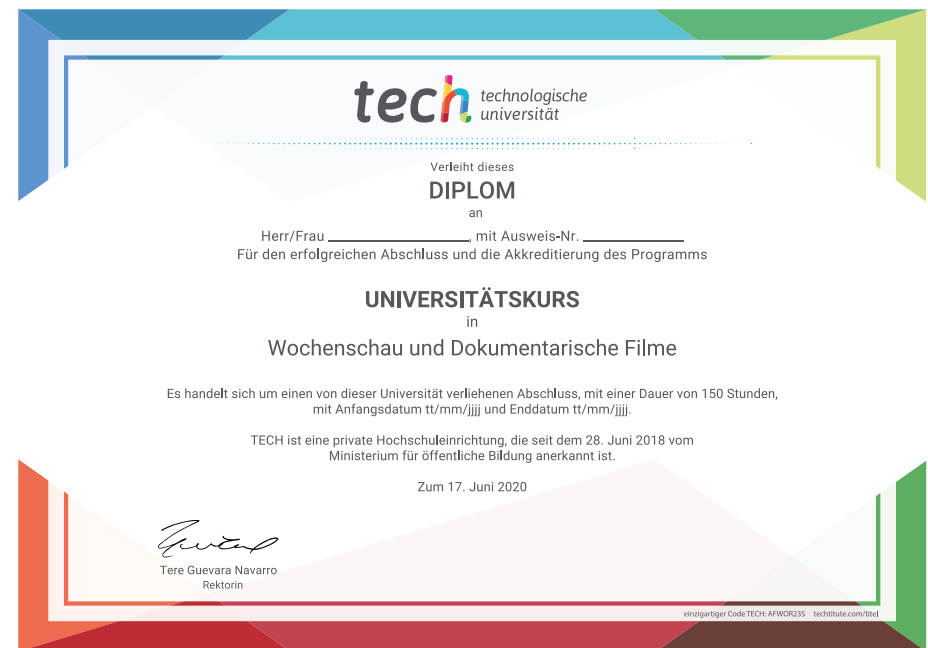 tech technologische
universität
Verleiht dieses
DIPLOM
an
Herr/Frau ____________, mit Ausweis-Nr. ____________
Für den erfolgreichen Abschluss und die Akkreditierung des Programms
UNIVERSITÄTSKURS
in
Wochenschau und Dokumentarische Filme
Es handelt sich um einen von dieser Universität verliehenen Abschluss, mit einer Dauer von 150 Stunden,
mit Anfangsdatum tt/mm/jjjj und Enddatum tt/mm/jjjj.
TECH ist eine private Hochschuleinrichtung, die seit dem 28. Juni 2018 vom
Ministerium für öffentliche Bildung anerkannt ist.
Zum 17. Juni 2020
Tere Guevara Navarro
Rektorin
einzigartiger Code TECH: AFWOR23S techtitute.com/titel